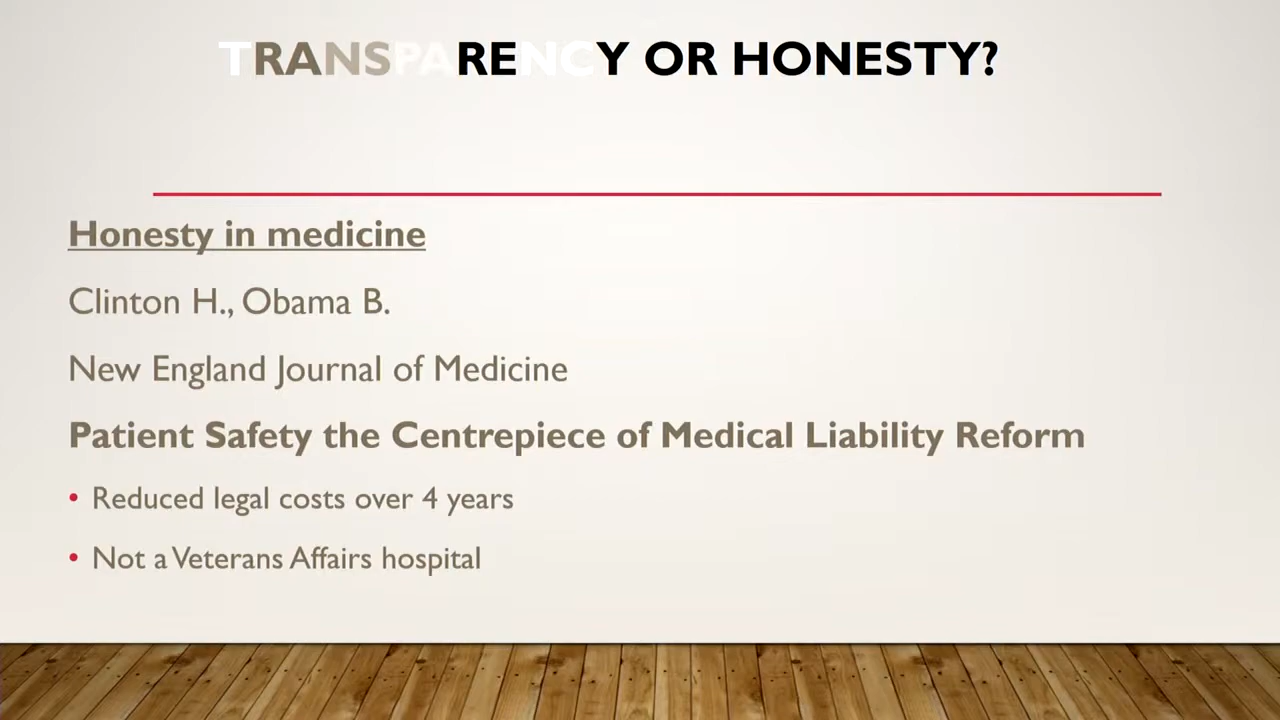 TRANSPARENCY OR HONESTY?
Honesty in medicine
Clinton H., Obama B.
New England Journal of Medicine
Patient Safety the Centrepiece of Medical Liability Reform
• Reduced legal costs over 4 years
• Not a Veterans Affairs hospital